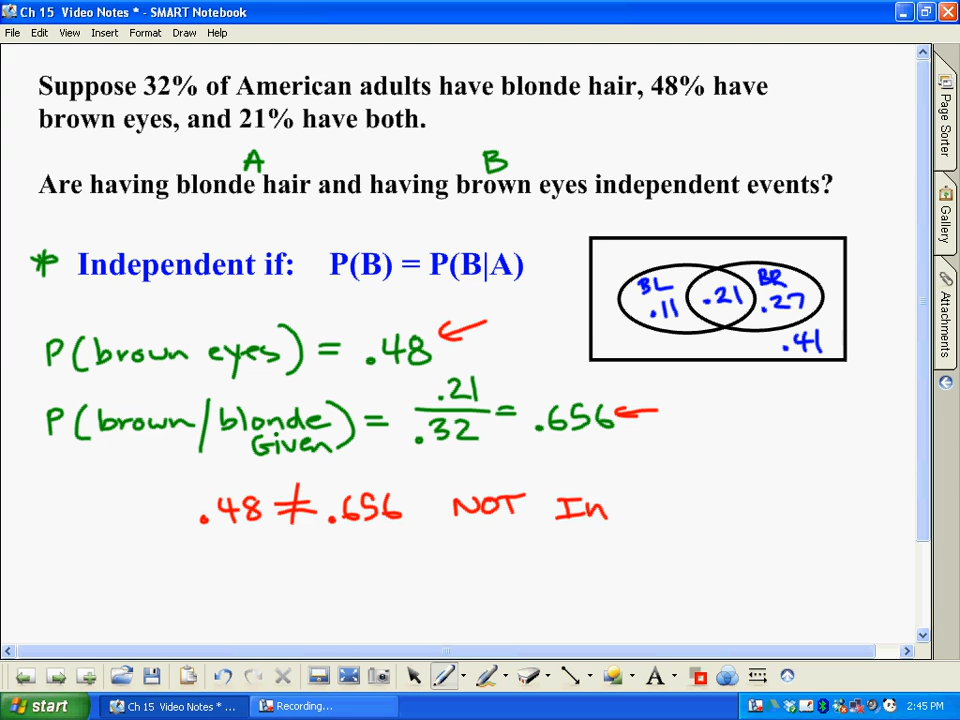 Ch 15 Video Notes * - SMART Notebook
File Edit View Insert Format Draw Help
Suppose 32% of American adults have blonde hair, 48% have
brown eyes, and 21% have both.
A B
Are having blonde hair and having brown eyes independent events?
* Independent if: P(B) = P(B|A)
BL BR
.11 .21 .27
.41
P(brown eyes) = .48
P(brown/blonde) = .21/.32 = .656
Given
.48 ≠ .656 NOT In
Page Sorter
Gallery
Attachments
start
Ch 15 Video Notes * ...
Recording...
2:45 PM